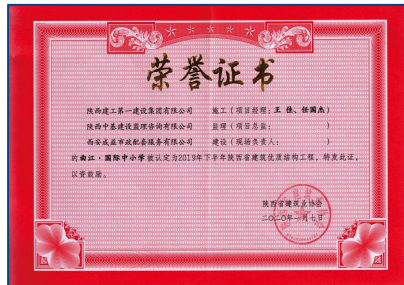 荣誉证书
陕西建工第一建设集团有限公司 施工（项目经理：王佳、任国杰）
陕西中基建设监理咨询有限公司 监理（项目总监： ）
西安成益市政配套服务有限公司 建设（现场负责人： ）
的曲江·国际中小学被认定为2019年下半年陕西省建筑优质结构工程，特发此证，
以资鼓励。
陕西省建筑业协会
二〇二〇年一月七日